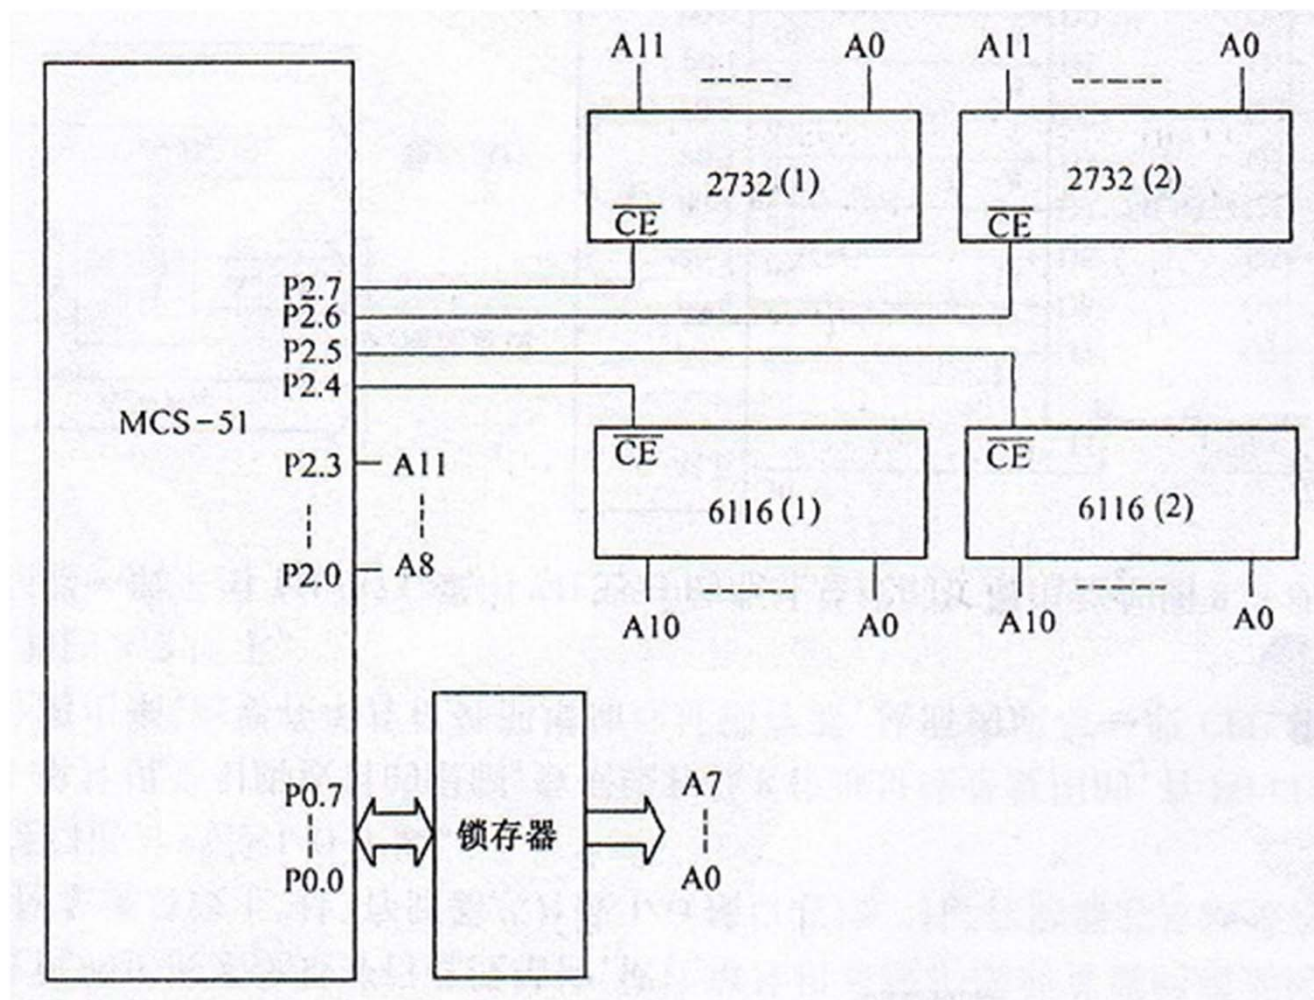 A11 A0 A11 A0
2732 (1) 2732 (2)
CE CE
P2.7
P2.6
P2.5
P2.4
MCS-51
CE CE
P2.3 A11
6116 (1) 6116 (2)
P2.0 A8
A10 A0 A10 A0
P0.7 A7
锁存器
P0.0 A0